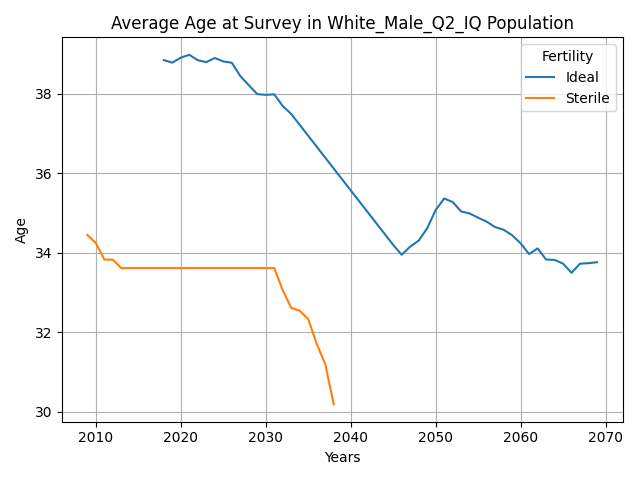 Average Age at Survey in White_Male_Q2_IQ Population
Fertility
Ideal
Sterile
Age
38
36
34
32
30
2010 2020 2030 2040 2050 2060 2070
Years